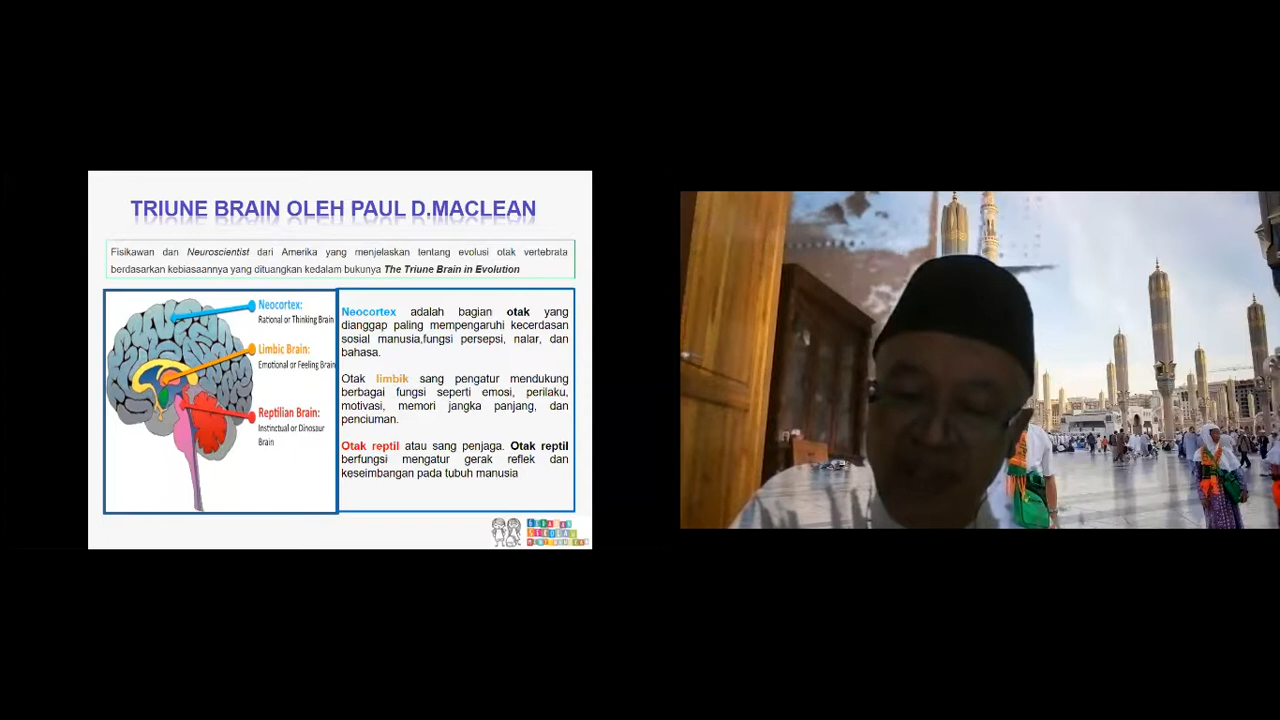 TRIUNE BRAIN OLEH PAUL D.MACLEAN
Fisikawan dan Neuroscientist dari Amerika yang menjelaskan tentang evolusi otak vertebrata
berdasarkan kebiasaannya yang dituangkan kedalam bukunya The Triune Brain in Evolution
Neocortex:
Rational or Thinking Brain
Limbic Brain:
Emotional or Feeling Brain
Reptilian Brain:
Instinctual or Dinosaur
Brain
Neocortex adalah bagian otak yang
dianggap paling mempengaruhi kecerdasan
sosial manusia,fungsi persepsi, nalar, dan
bahasa.
Otak limbik sang pengatur mendukung
berbagai fungsi seperti emosi, perilaku,
motivasi, memori jangka panjang, dan
penciuman.
Otak reptil atau sang penjaga. Otak reptil
berfungsi mengatur gerak reflek dan
keseimbangan pada tubuh manusia
GERAKAN
SEKOLAH